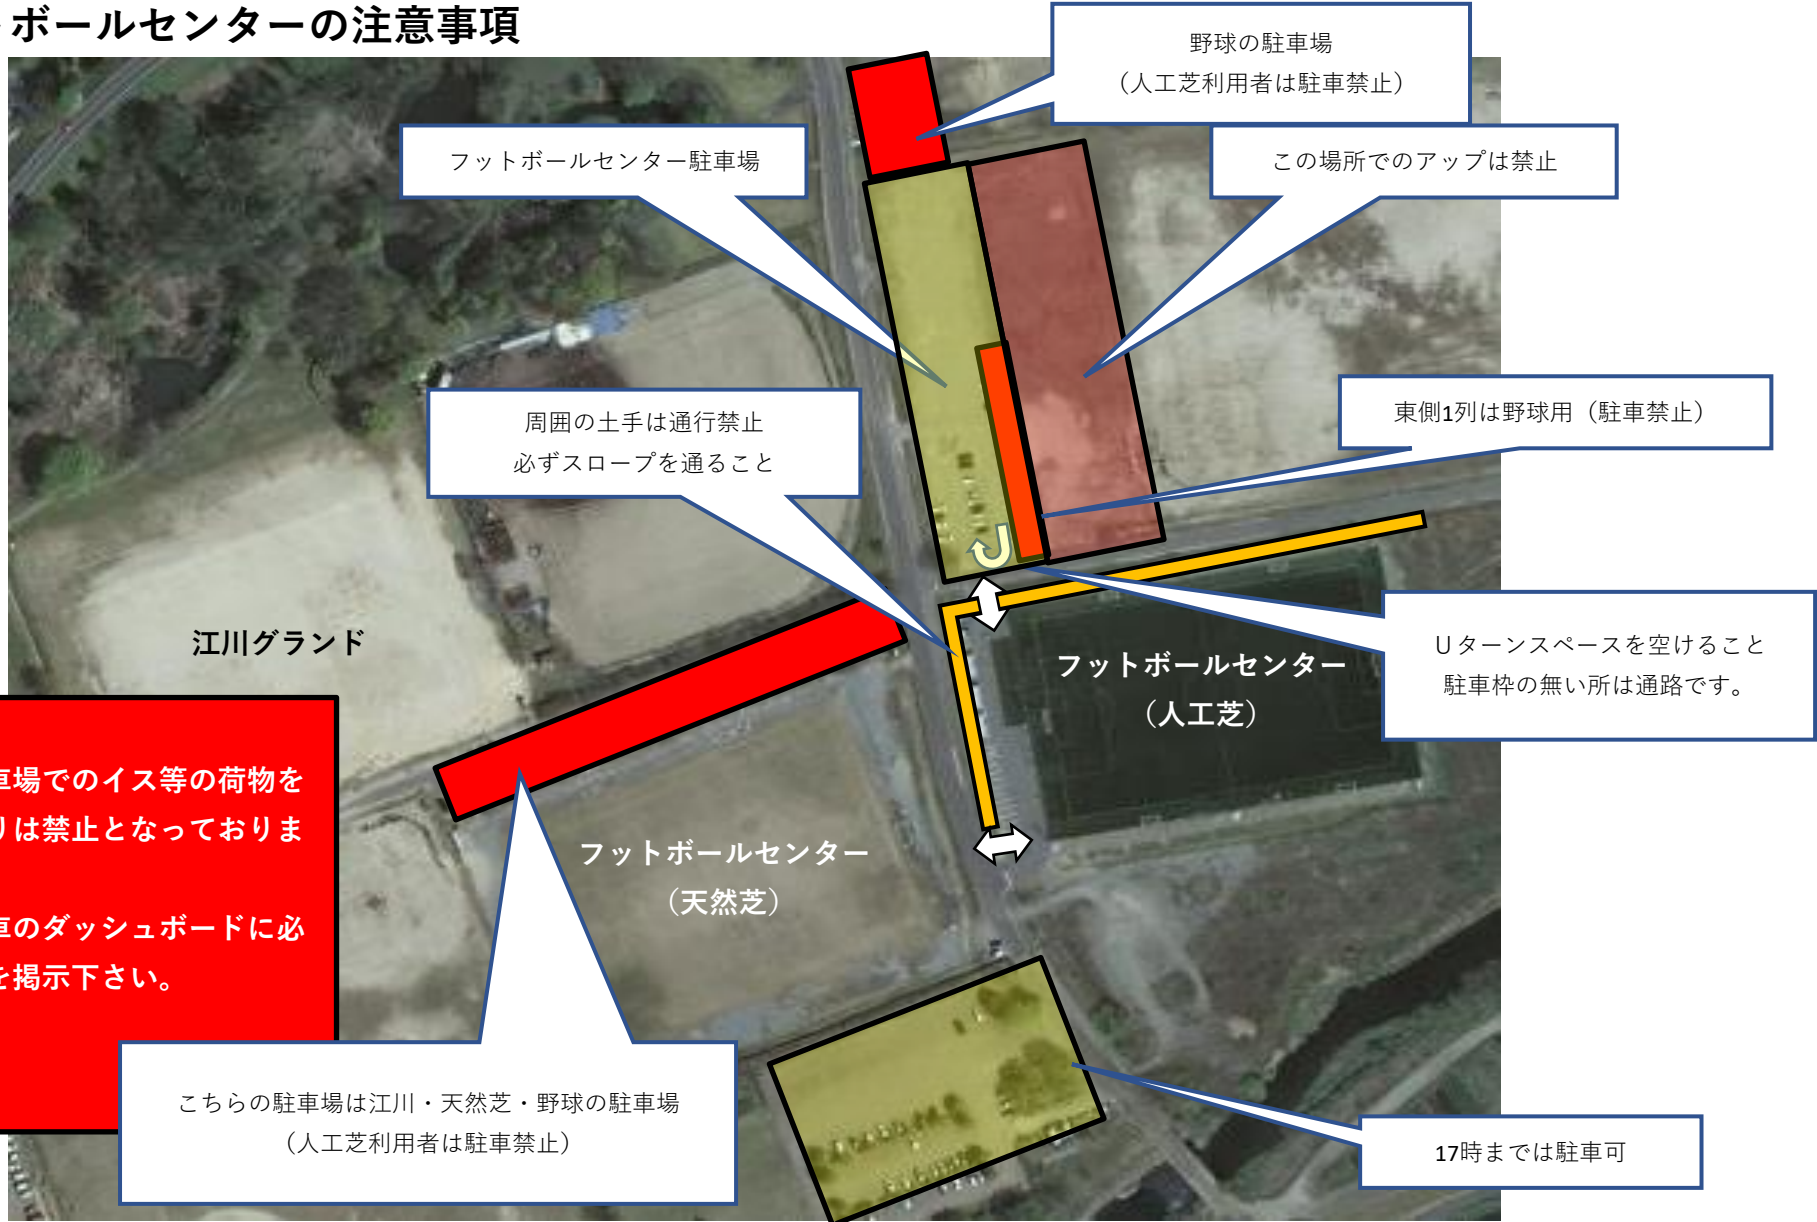 ボールセンターの注意事項
野球の駐車場
（人工芝利用者は駐車禁止）
フットボールセンター駐車場
この場所でのアップは禁止
周囲の土手は通行禁止
必ずスロープを通ること
東側1列は野球用（駐車禁止）
江川グランド
フットボールセンター
（人工芝）
Uターンスペースを空けること
駐車枠の無い所は通路です。
車場でのイス等の荷物を
りは禁止となっておりま
車のダッシュボードに必
を掲示下さい。
フットボールセンター
（天然芝）
こちらの駐車場は江川・天然芝・野球の駐車場
（人工芝利用者は駐車禁止）
17時までは駐車可